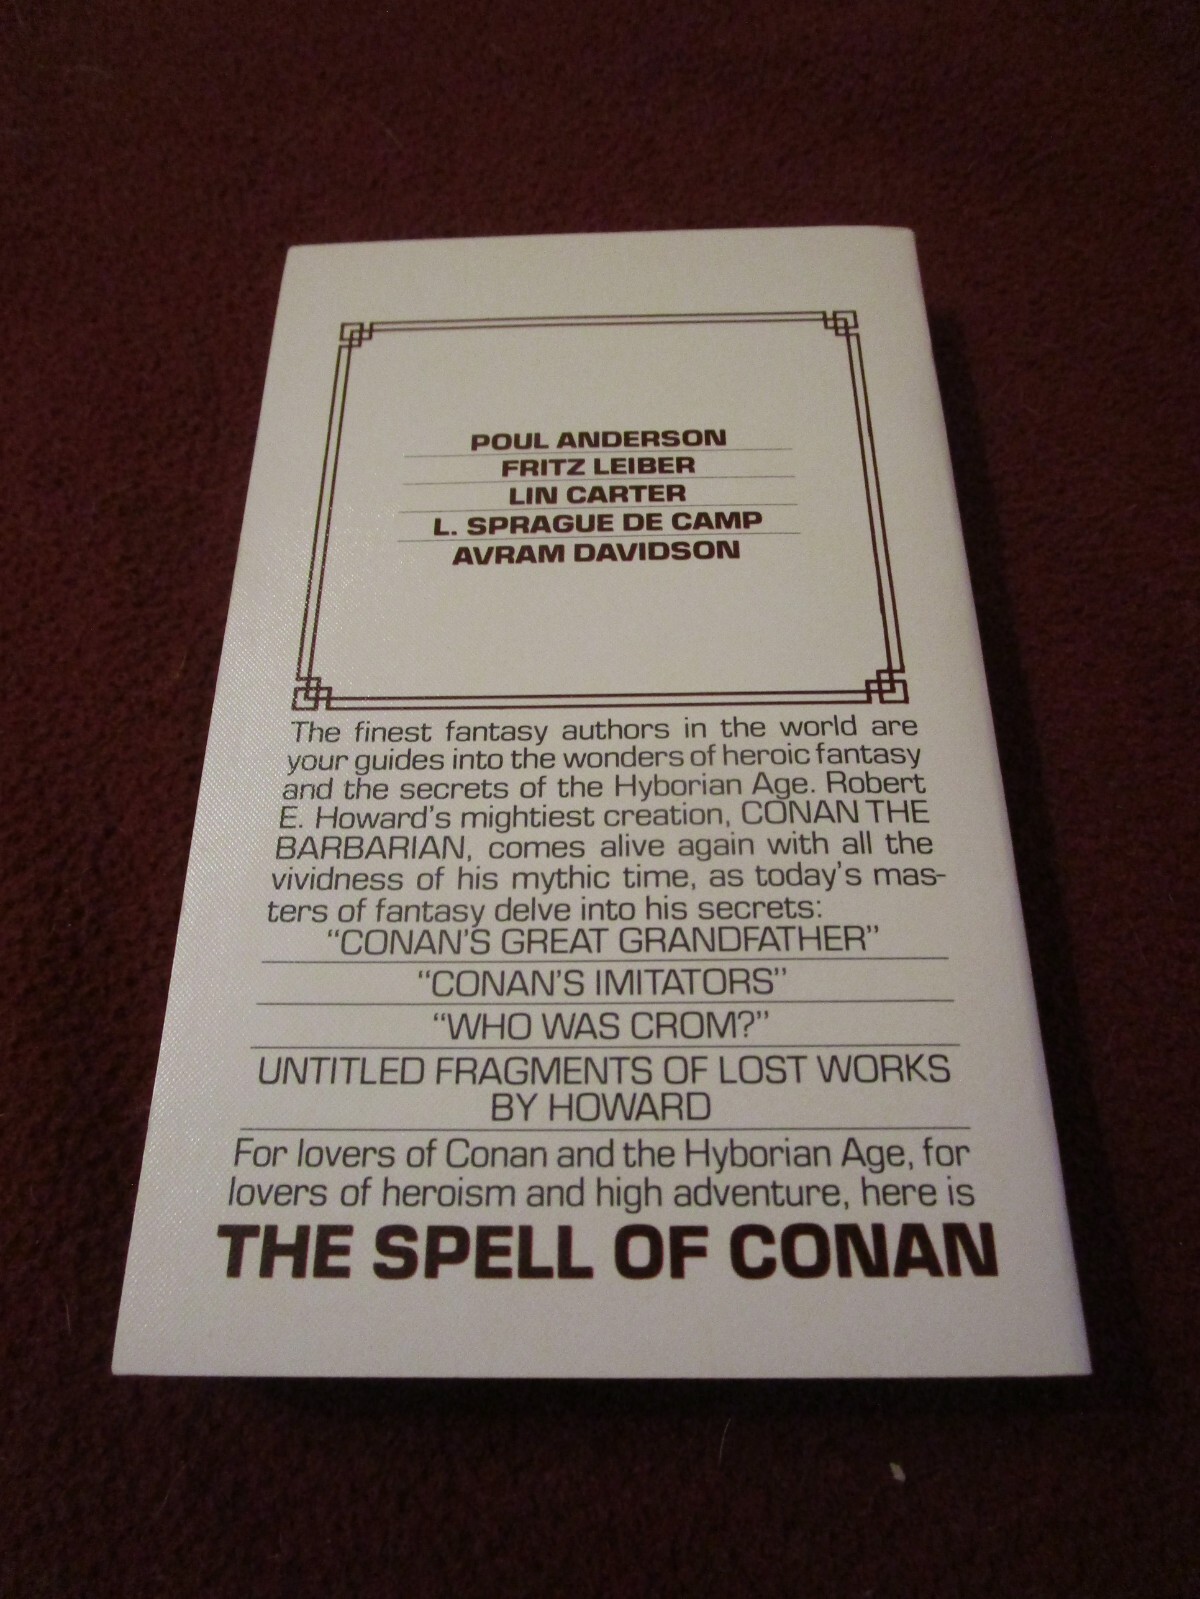 POUL ANDERSON
FRITZ LEIBER
LIN CARTER
L. SPRAGUE DE CAMP
AVRAM DAVIDSON
The finest fantasy authors in the world are
your guides into the wonders of heroic fantasy
and the secrets of the Hyborian Age. Robert
E. Howard's mightiest creation, CONAN THE
BARBARIAN, comes alive again with all the
vividness of his mythic time, as today's mas-
ters of fantasy delve into his secrets:
"CONAN'S GREAT GRANDFATHER"
"CONAN'S IMITATORS"
"WHO WAS CROM?"
UNTITLED FRAGMENTS OF LOST WORKS
BY HOWARD
For lovers of Conan and the Hyborian Age, for
lovers of heroism and high adventure, here is
THE SPELL OF CONAN